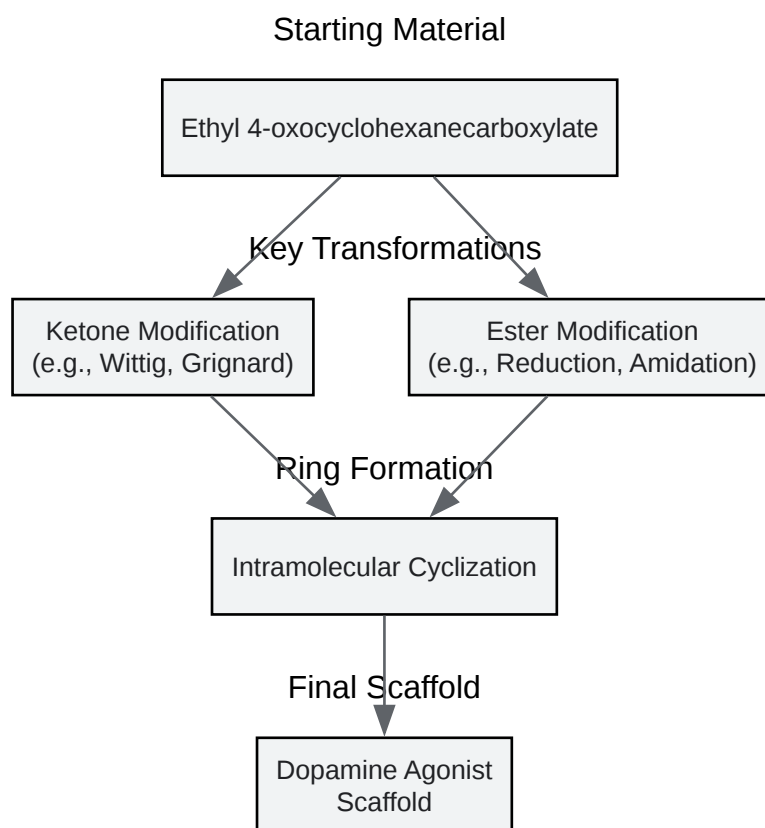 Starting Material
Ethyl 4-oxocyclohexanecarboxylate
Key Transformations
Ketone Modification
(e.g., Wittig, Grignard)
Ester Modification
(e.g., Reduction, Amidation)
Ring Formation
Intramolecular Cyclization
Final Scaffold
Dopamine Agonist
Scaffold